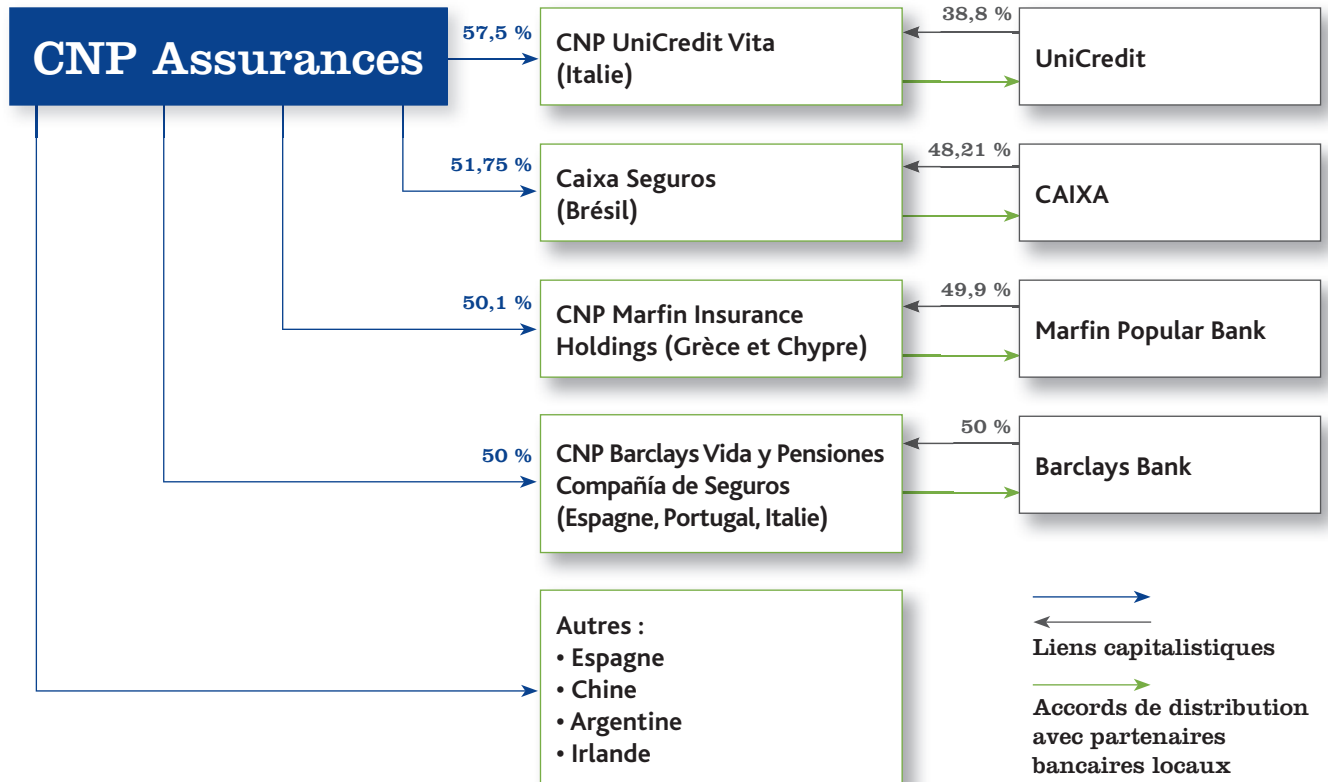 CNP Assurances
57,5 %
CNP UniCredit Vita
(Italie)
38,8 %
UniCredit
51,75 %
Caixa Seguros
(Brésil)
48,21 %
CAIXA
50,1 %
CNP Marfin Insurance
Holdings (Grèce et Chypre)
49,9 %
Marfin Popular Bank
50 %
CNP Barclays Vida y Pensiones
Compañía de Seguros
(Espagne, Portugal, Italie)
50 %
Barclays Bank
Autres :
• Espagne
• Chine
• Argentine
• Irlande
Liens capitalistiques
Accords de distribution
avec partenaires
bancaires locaux